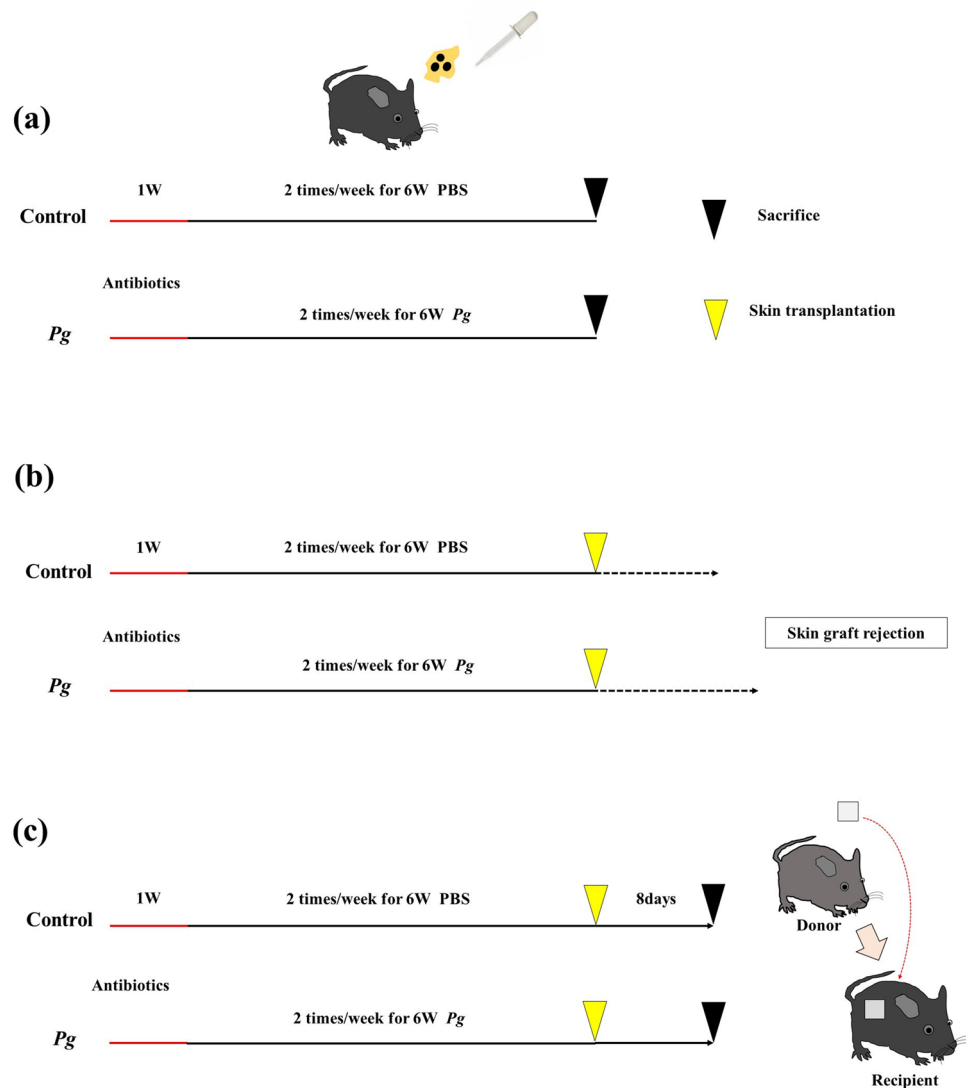 (a)
1W 2 times/week for 6W PBS
Control
Sacrifice
Antibiotics
2 times/week for 6W Pg
Pg
Skin transplantation
(b)
1W 2 times/week for 6W PBS
Control
Antibiotics
Skin graft rejection
2 times/week for 6W Pg
Pg
(c)
1W 2 times/week for 6W PBS 8days
Control
Donor
Antibiotics
2 times/week for 6W Pg
Pg
Recipient